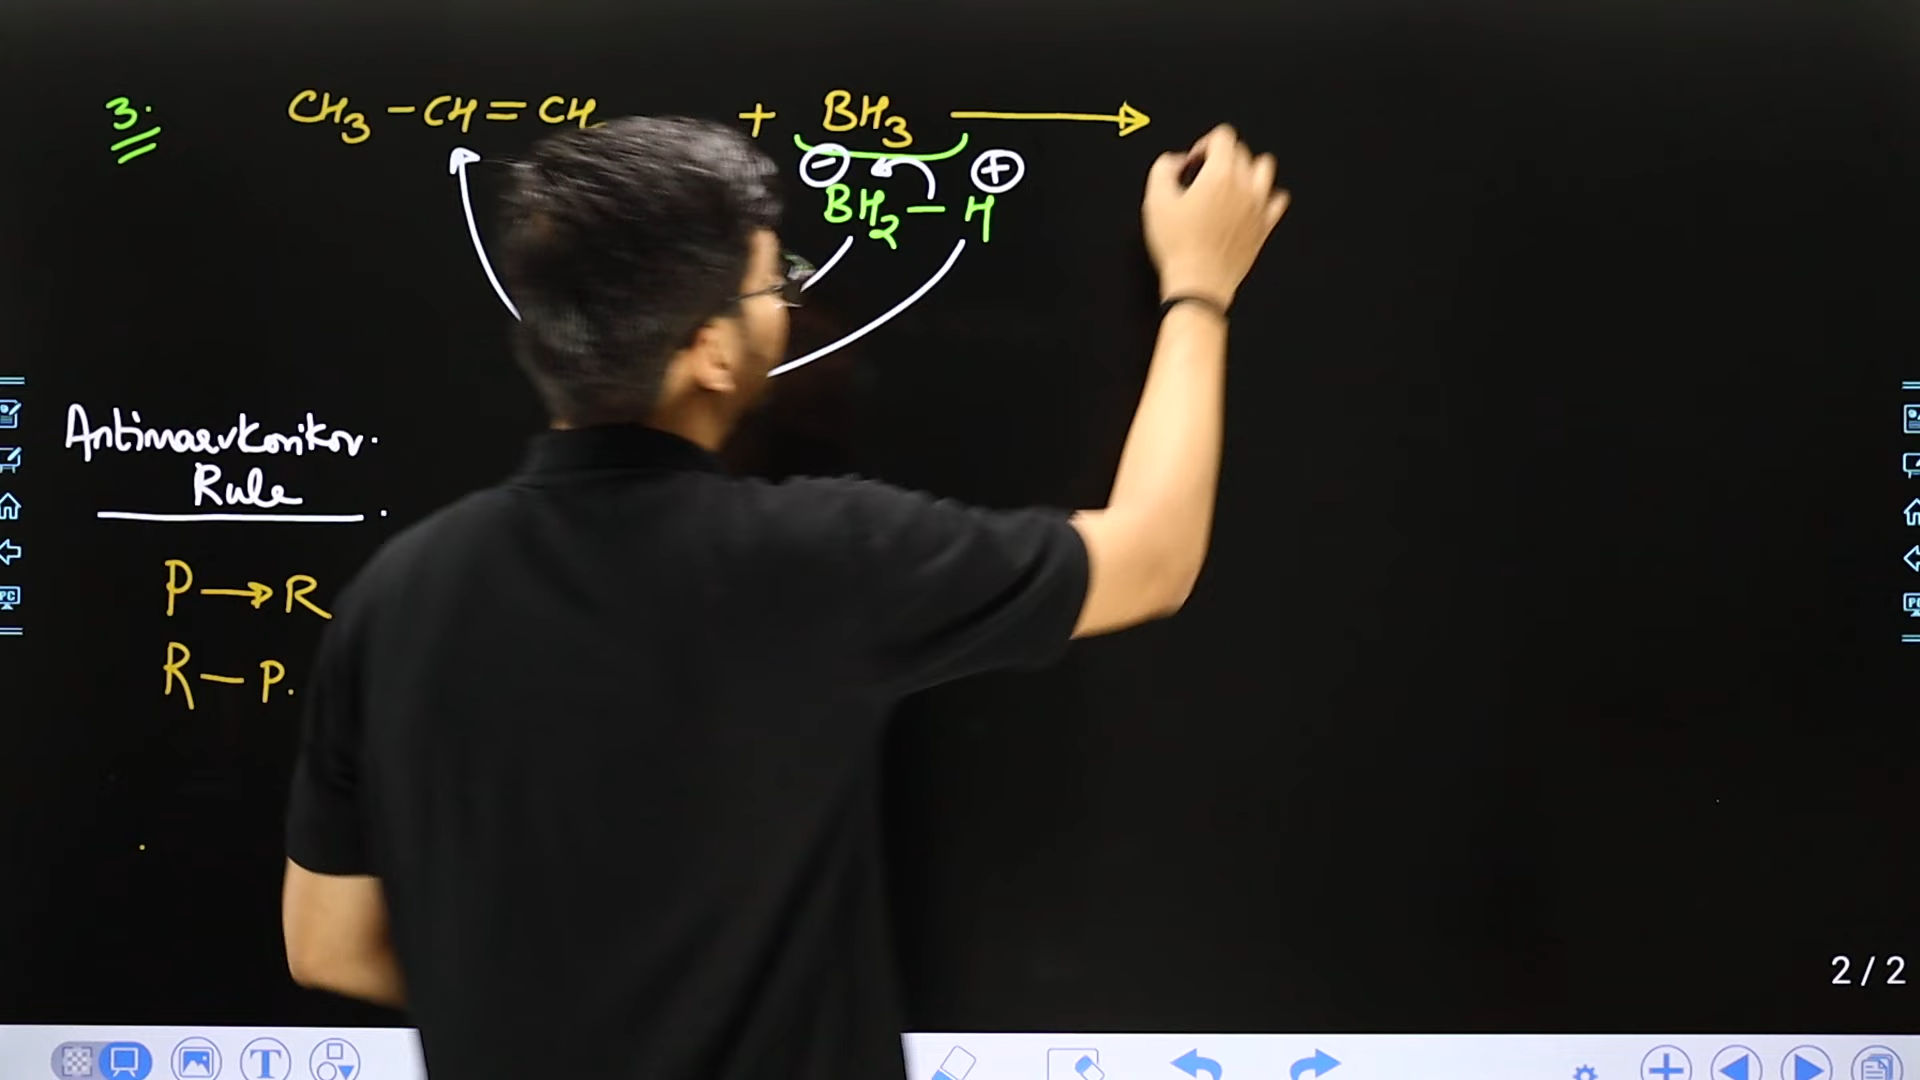 3. CH3 - CH = CH + BH3 →
- +
BH2 - H
Antimaervkonikov.
Rule
P → R
R - P.
2 / 2